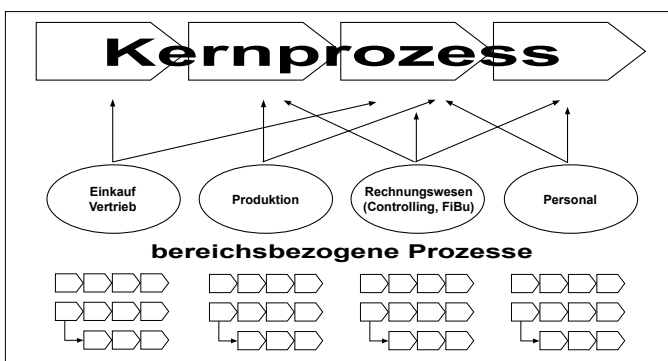 Kernprozess
Einkauf
Vertrieb
Produktion
Rechnungswesen
(Controlling, FiBu)
Personal
bereichsbezogene Prozesse